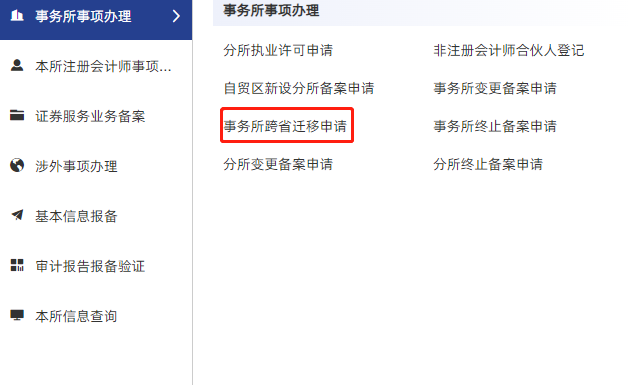 事务所事项办理
本所注册会计师事项...
证券服务业务备案
涉外事项办理
基本信息报备
审计报告报备验证
本所信息查询
事务所事项办理
分所执业许可申请 非注册会计师合伙人登记
自贸区新设分所备案申请 事务所变更备案申请
事务所跨省迁移申请 事务所终止备案申请
分所变更备案申请 分所终止备案申请